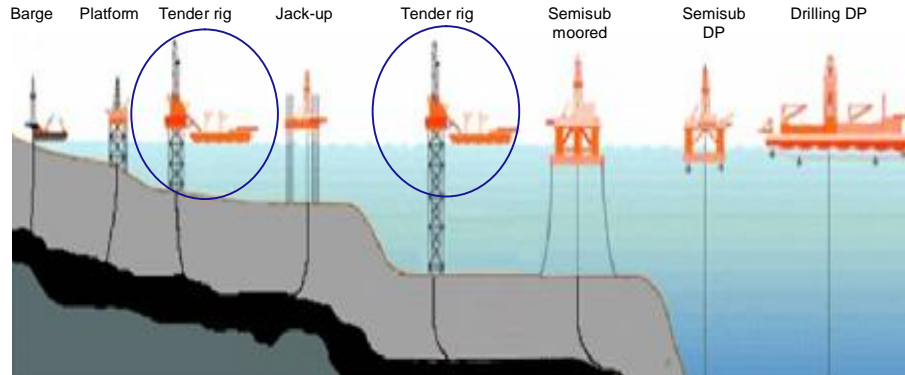 Barge
Platform
Tender rig
Jack-up
Tender rig
Semisub
moored
Semisub
DP
Drilling DP